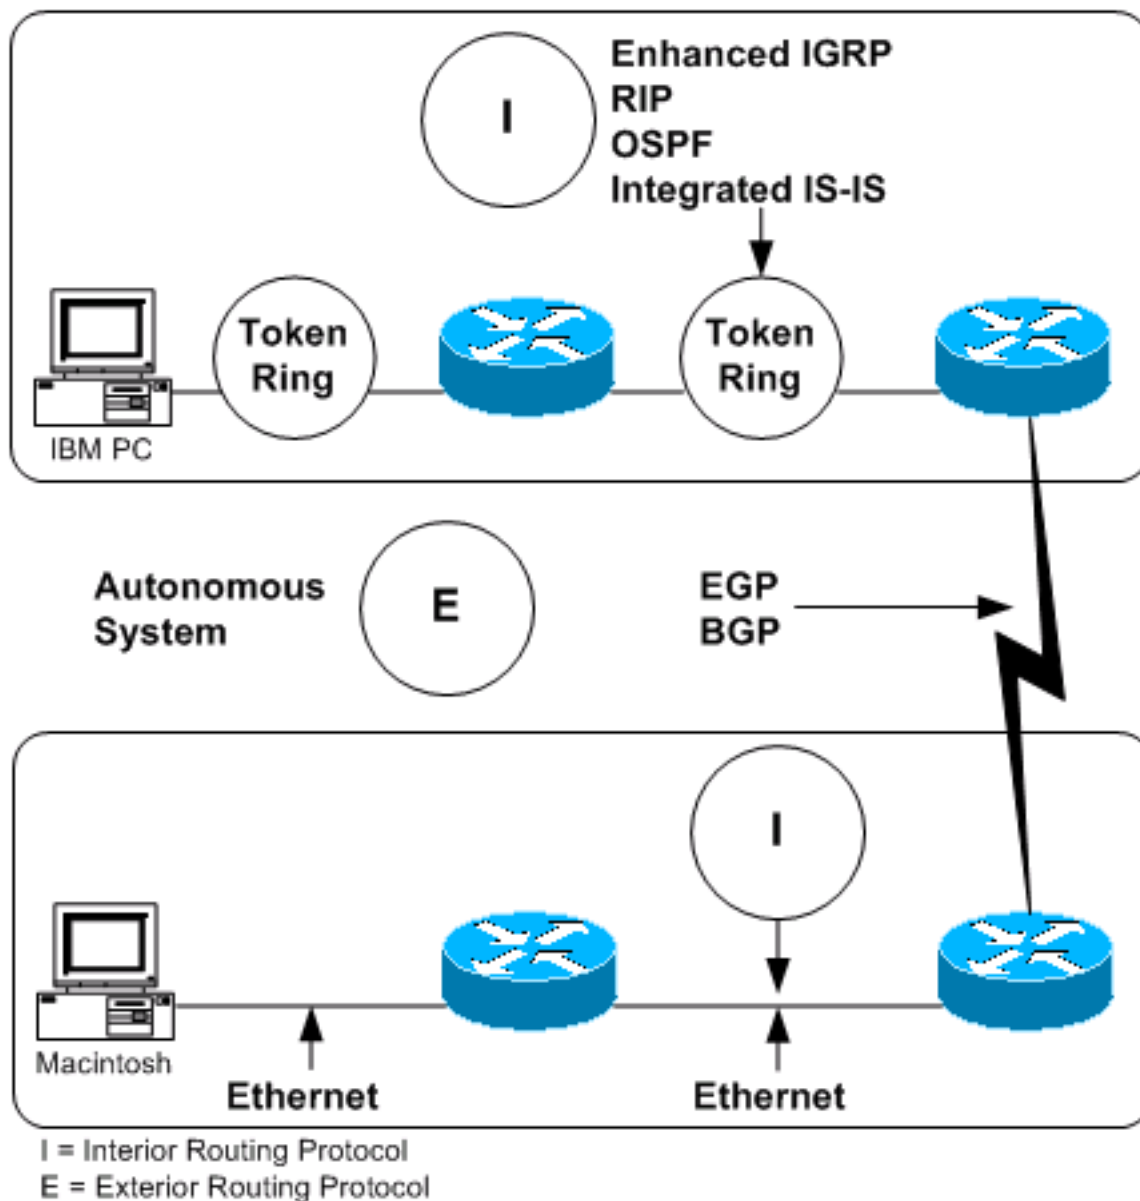 I
Enhanced IGRP
RIP
OSPF
Integrated IS-IS
Token
Ring
Token
Ring
IBM PC
Autonomous
System
E
EGP
BGP
I
Macintosh
Ethernet
Ethernet
I = Interior Routing Protocol
E = Exterior Routing Protocol